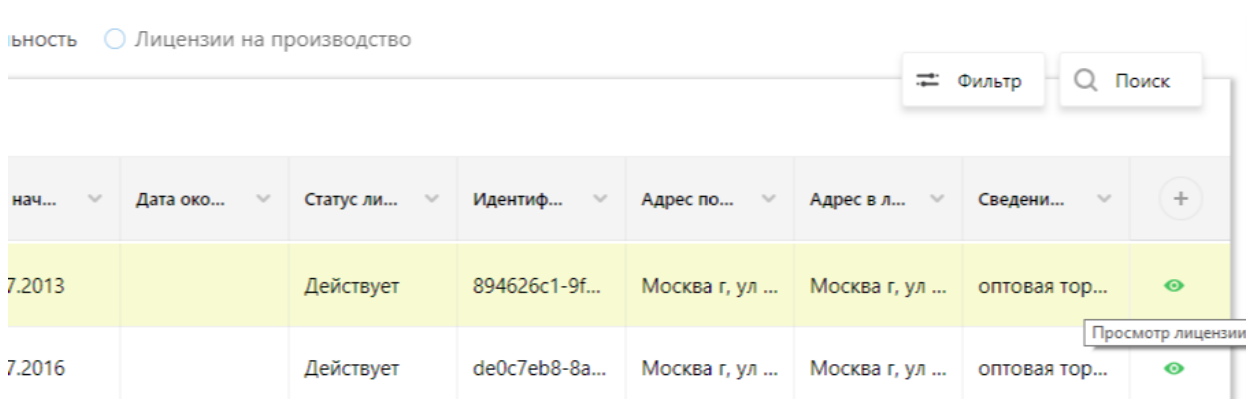 ьность Лицензии на производство
Фильтр Поиск
нач... Дата око... Статус ли... Идентиф... Адрес по... Адрес в л... Сведени... +
7.2013 Действует 894626c1-9f... Москва г, ул ... Москва г, ул ... оптовая тор...
Просмотр лицензии
7.2016 Действует de0c7eb8-8a... Москва г, ул ... Москва г, ул ... оптовая тор...